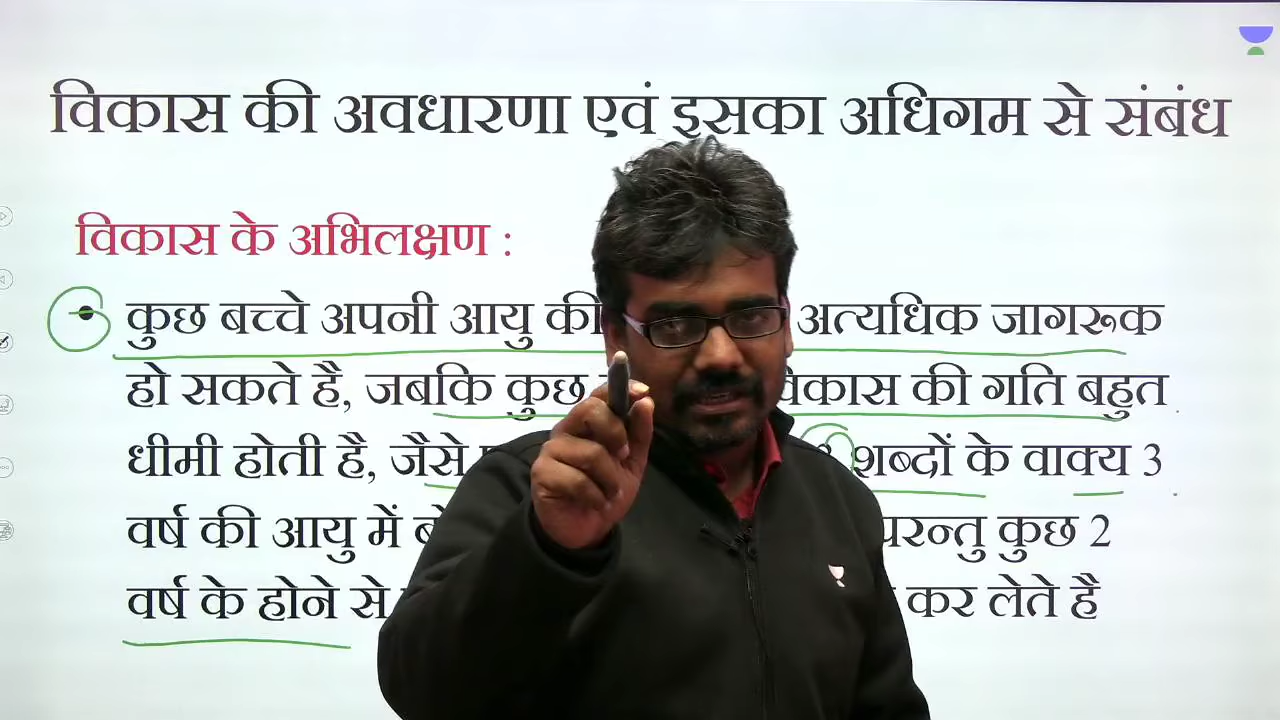 विकास की अवधारणा एवं इसका अधिगम से संबंध
विकास के अभिलक्षण :
कुछ बच्चे अपनी आयु की अत्यधिक जागरूक
हो सकते है, जबकि कुछ विकास की गति बहुत
धीमी होती है, जैसे शब्दों के वाक्य 3
वर्ष की आयु में परन्तु कुछ 2
वर्ष के होने से कर लेते है